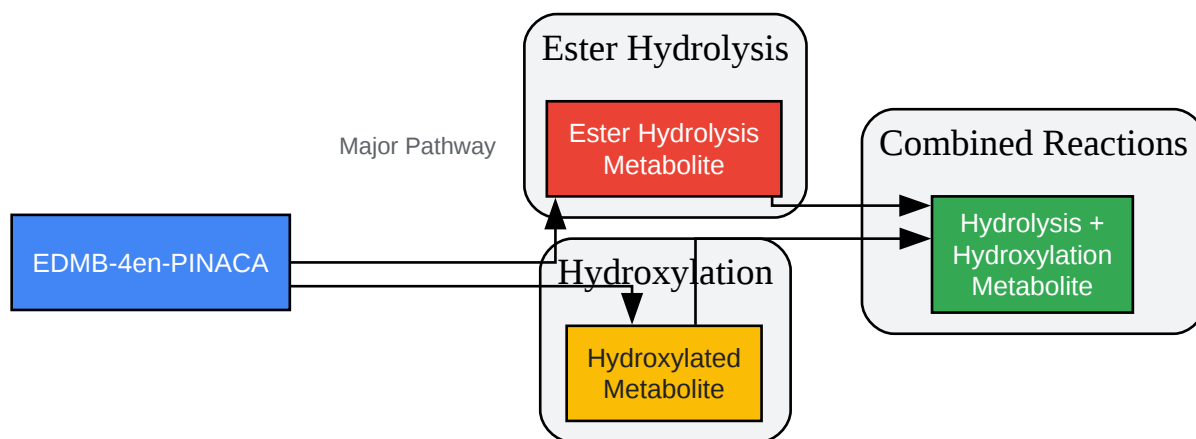 Ester Hydrolysis
Ester Hydrolysis
Metabolite
Major Pathway
Combined Reactions
Hydrolysis +
Hydroxylation
Metabolite
EDMB-4en-PINACA
Hydroxylation
Hydroxylated
Metabolite